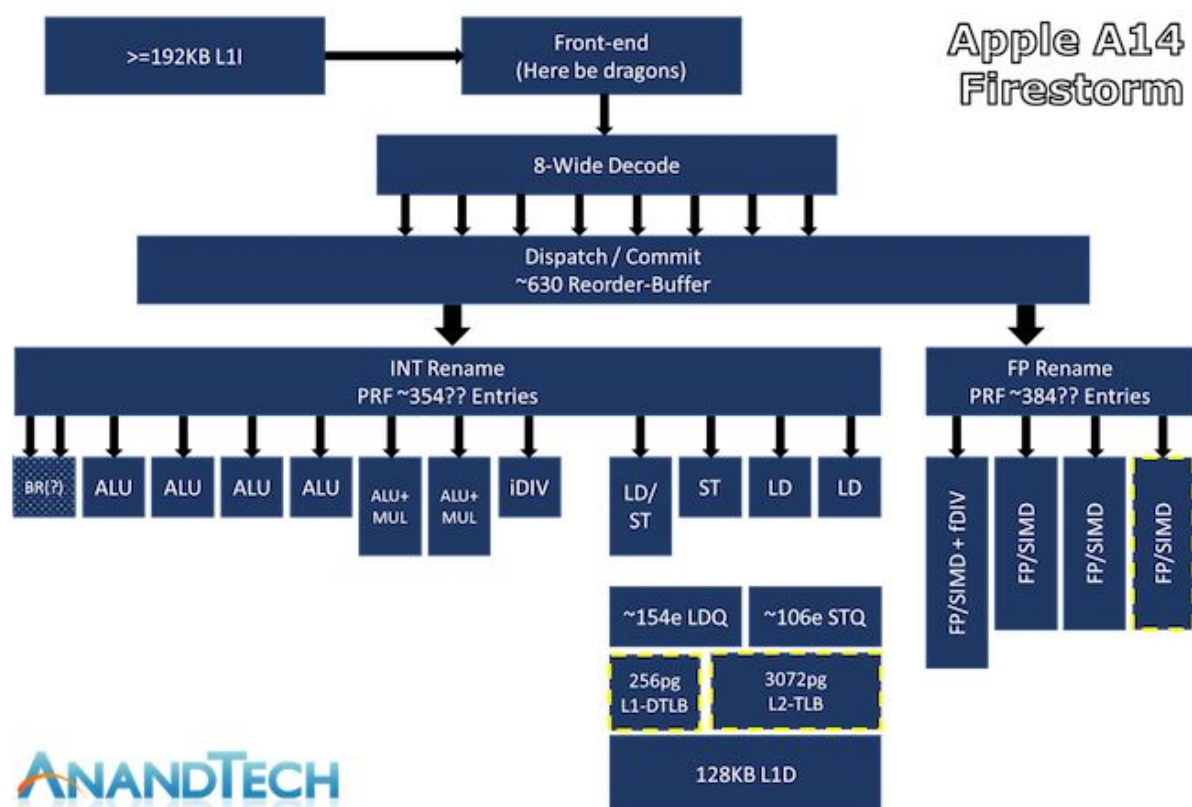 >=192KB L1I
Front-end
(Here be dragons)
Apple A14
Firestorm
8-Wide Decode
Dispatch / Commit
~630 Reorder-Buffer
INT Rename
PRF ~354?? Entries
FP Rename
PRF ~384?? Entries
BR(?)
ALU
ALU
ALU
ALU
ALU+
MUL
ALU+
MUL
iDIV
LD/
ST
ST
LD
LD
FP/SIMD + fDIV
FP/SIMD
FP/SIMD
FP/SIMD
~154e LDQ
~106e STQ
256pg
L1-DTLB
3072pg
L2-TLB
128KB L1D
ANANDTECH